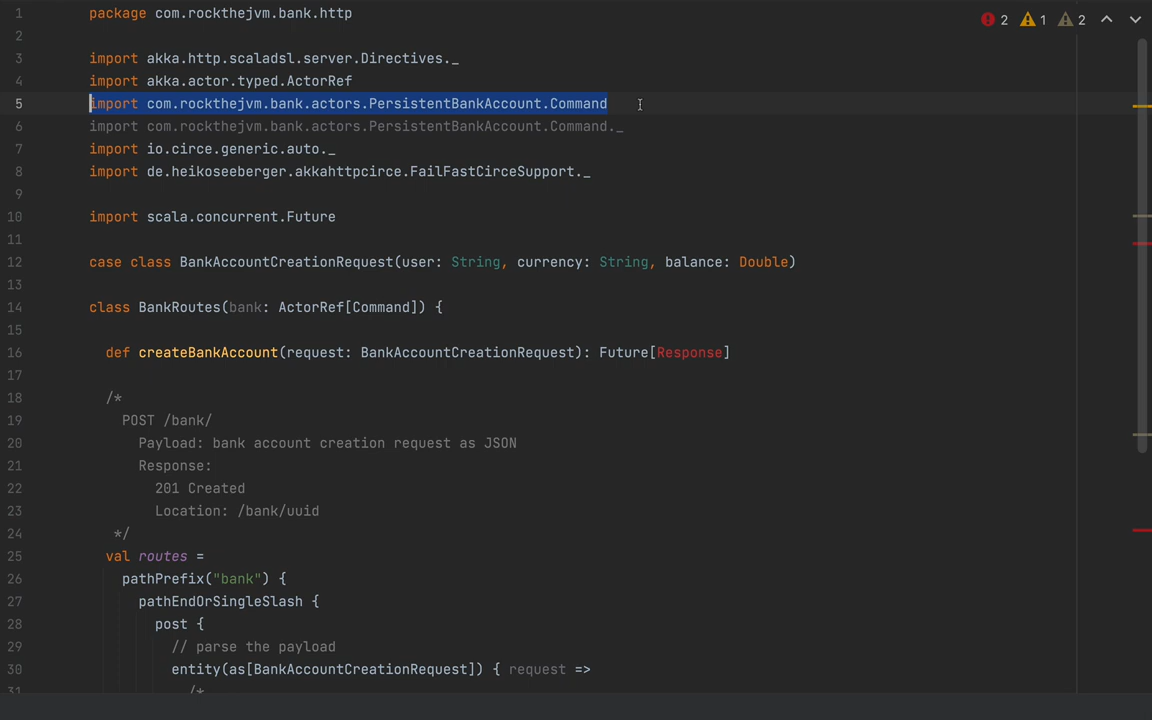 2 1 2
1 package com.rockthejvm.bank.http
2
3 import akka.http.scaladsl.server.Directives._
4 import akka.actor.typed.ActorRef
5 import com.rockthejvm.bank.actors.PersistentBankAccount.Command
6 import com.rockthejvm.bank.actors.PersistentBankAccount.Command._
7 import io.circe.generic.auto._
8 import de.heikoseeberger.akkahttpcirce.FailFastCirceSupport._
9
10 import scala.concurrent.Future
11
12 case class BankAccountCreationRequest(user: String, currency: String, balance: Double)
13
14 class BankRoutes(bank: ActorRef[Command]) {
15
16 def createBankAccount(request: BankAccountCreationRequest): Future[Response]
17
18 /*
19 POST /bank/
20 Payload: bank account creation request as JSON
21 Response:
22 201 Created
23 Location: /bank/uuid
24 */
25 val routes =
26 pathPrefix("bank") {
27 pathEndOrSingleSlash {
28 post {
29 // parse the payload
30 entity(as[BankAccountCreationRequest]) { request =>
31 /*